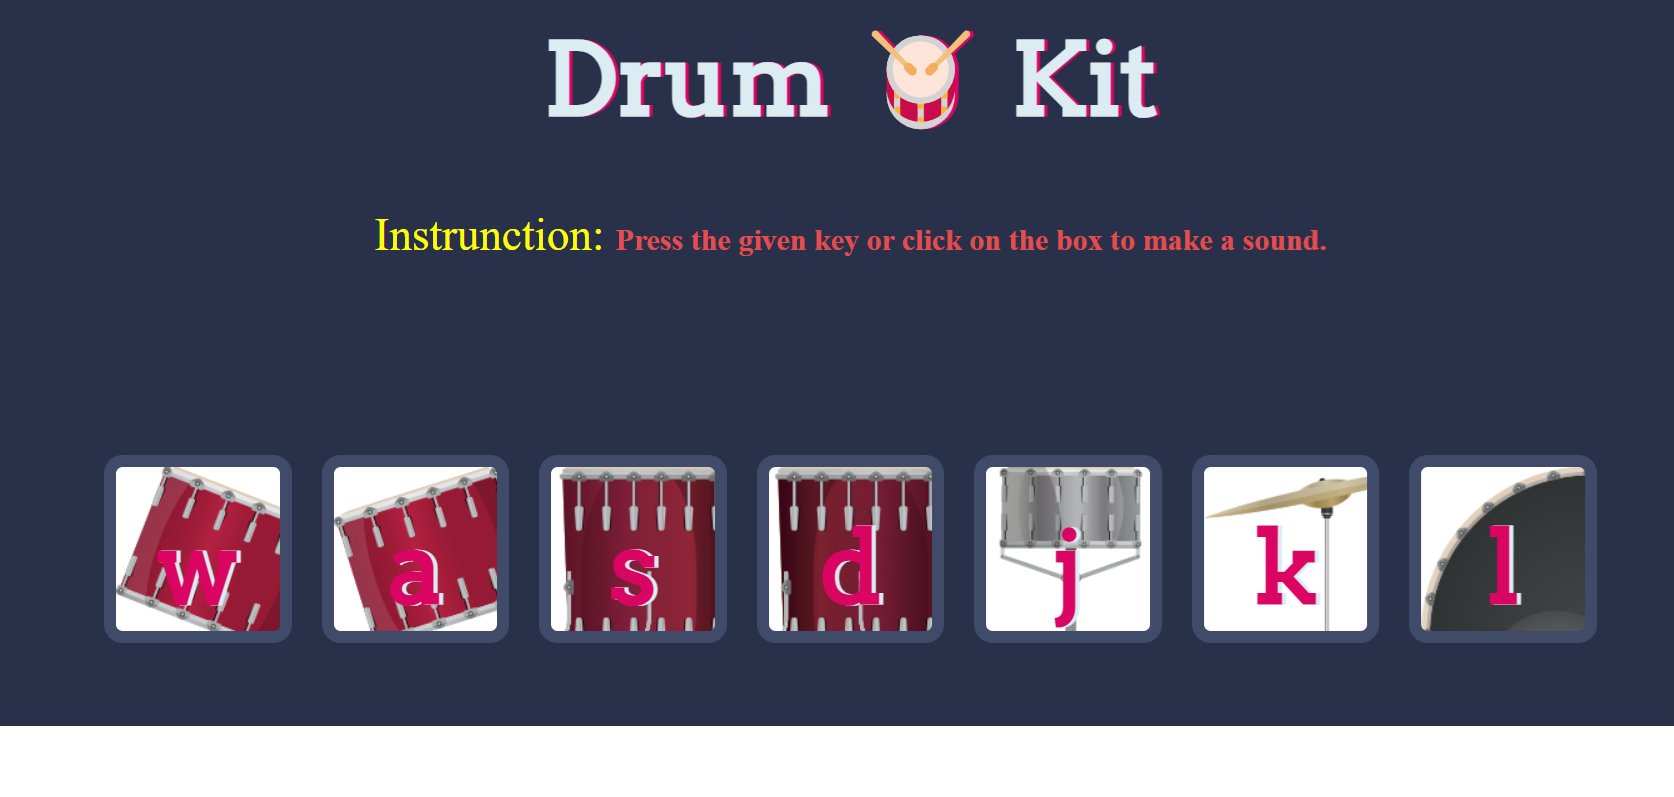 Drum Kit
Instrunction: Press the given key or click on the box to make a sound.
w a s d j k l